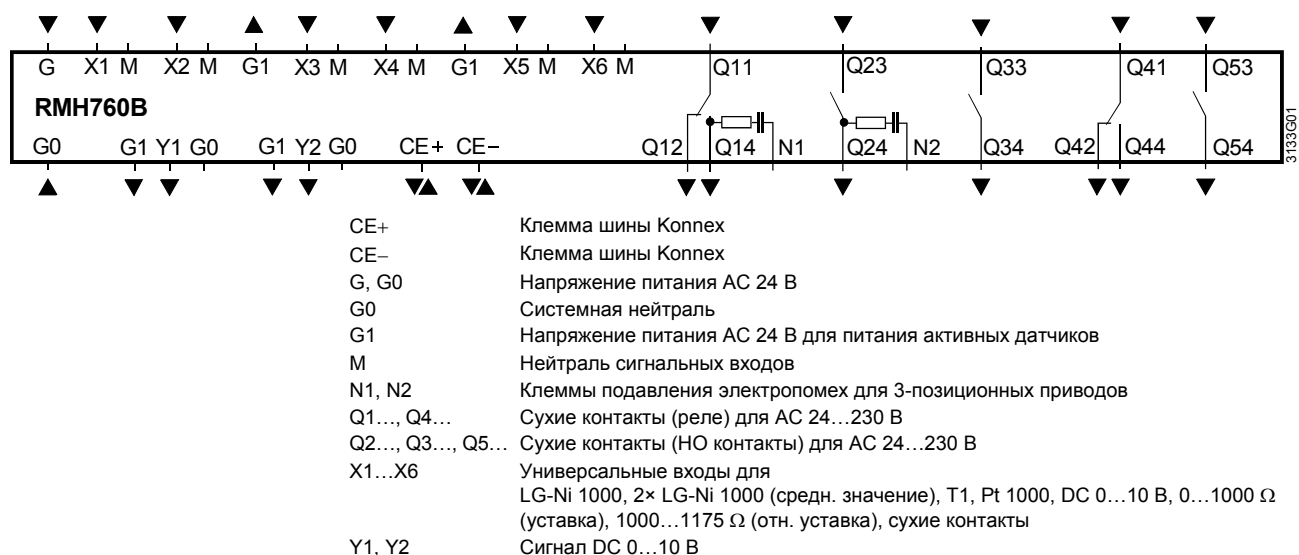 G X1 M X2 M G1 X3 M X4 M G1 X5 M X6 M Q11 Q23 Q33 Q41 Q53
RMH760B
G0 G1 Y1 G0 G1 Y2 G0 CE+ CE− Q12 Q14 N1 Q24 N2 Q34 Q42 Q44 Q54
3133G01
CE+ Клемма шины Konnex
CE− Клемма шины Konnex
G, G0 Напряжение питания АС 24 В
G0 Системная нейтраль
G1 Напряжение питания АС 24 В для питания активных датчиков
M Нейтраль сигнальных входов
N1, N2 Клеммы подавления электропомех для 3-позиционных приводов
Q1…, Q4… Сухие контакты (реле) для АС 24…230 В
Q2…, Q3…, Q5… Сухие контакты (НО контакты) для АС 24…230 В
X1…X6 Универсальные входы для
LG-Ni 1000, 2× LG-Ni 1000 (средн. значение), T1, Pt 1000, DC 0…10 В, 0…1000 Ω
(уставка), 1000…1175 Ω (отн. уставка), сухие контакты
Y1, Y2 Сигнал DC 0…10 В